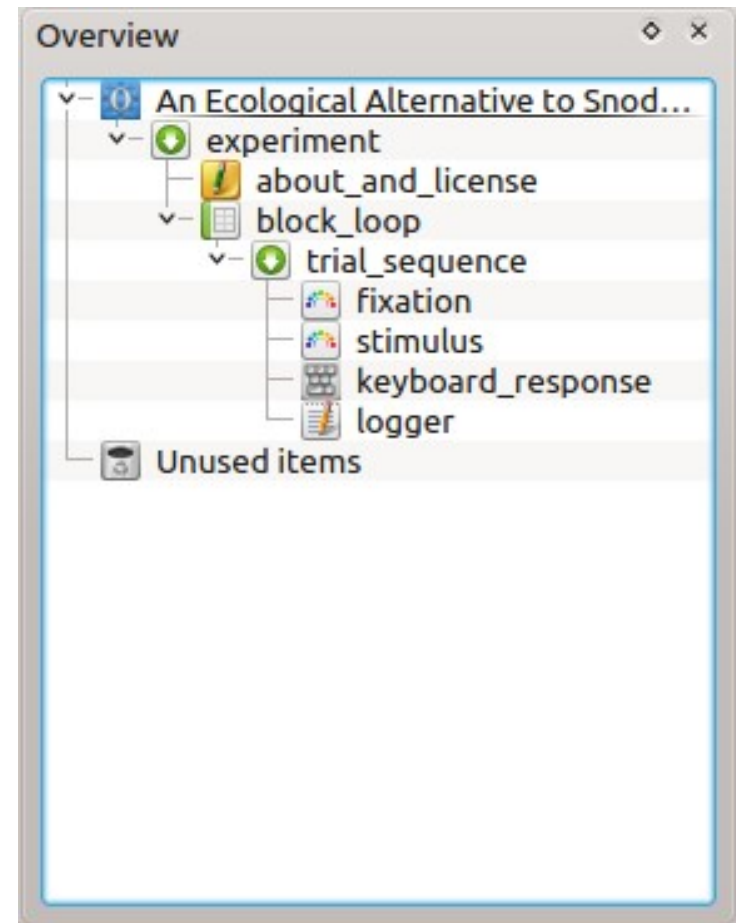 Overview
An Ecological Alternative to Snod...
experiment
about_and_license
block_loop
trial_sequence
fixation
stimulus
keyboard_response
logger
Unused items